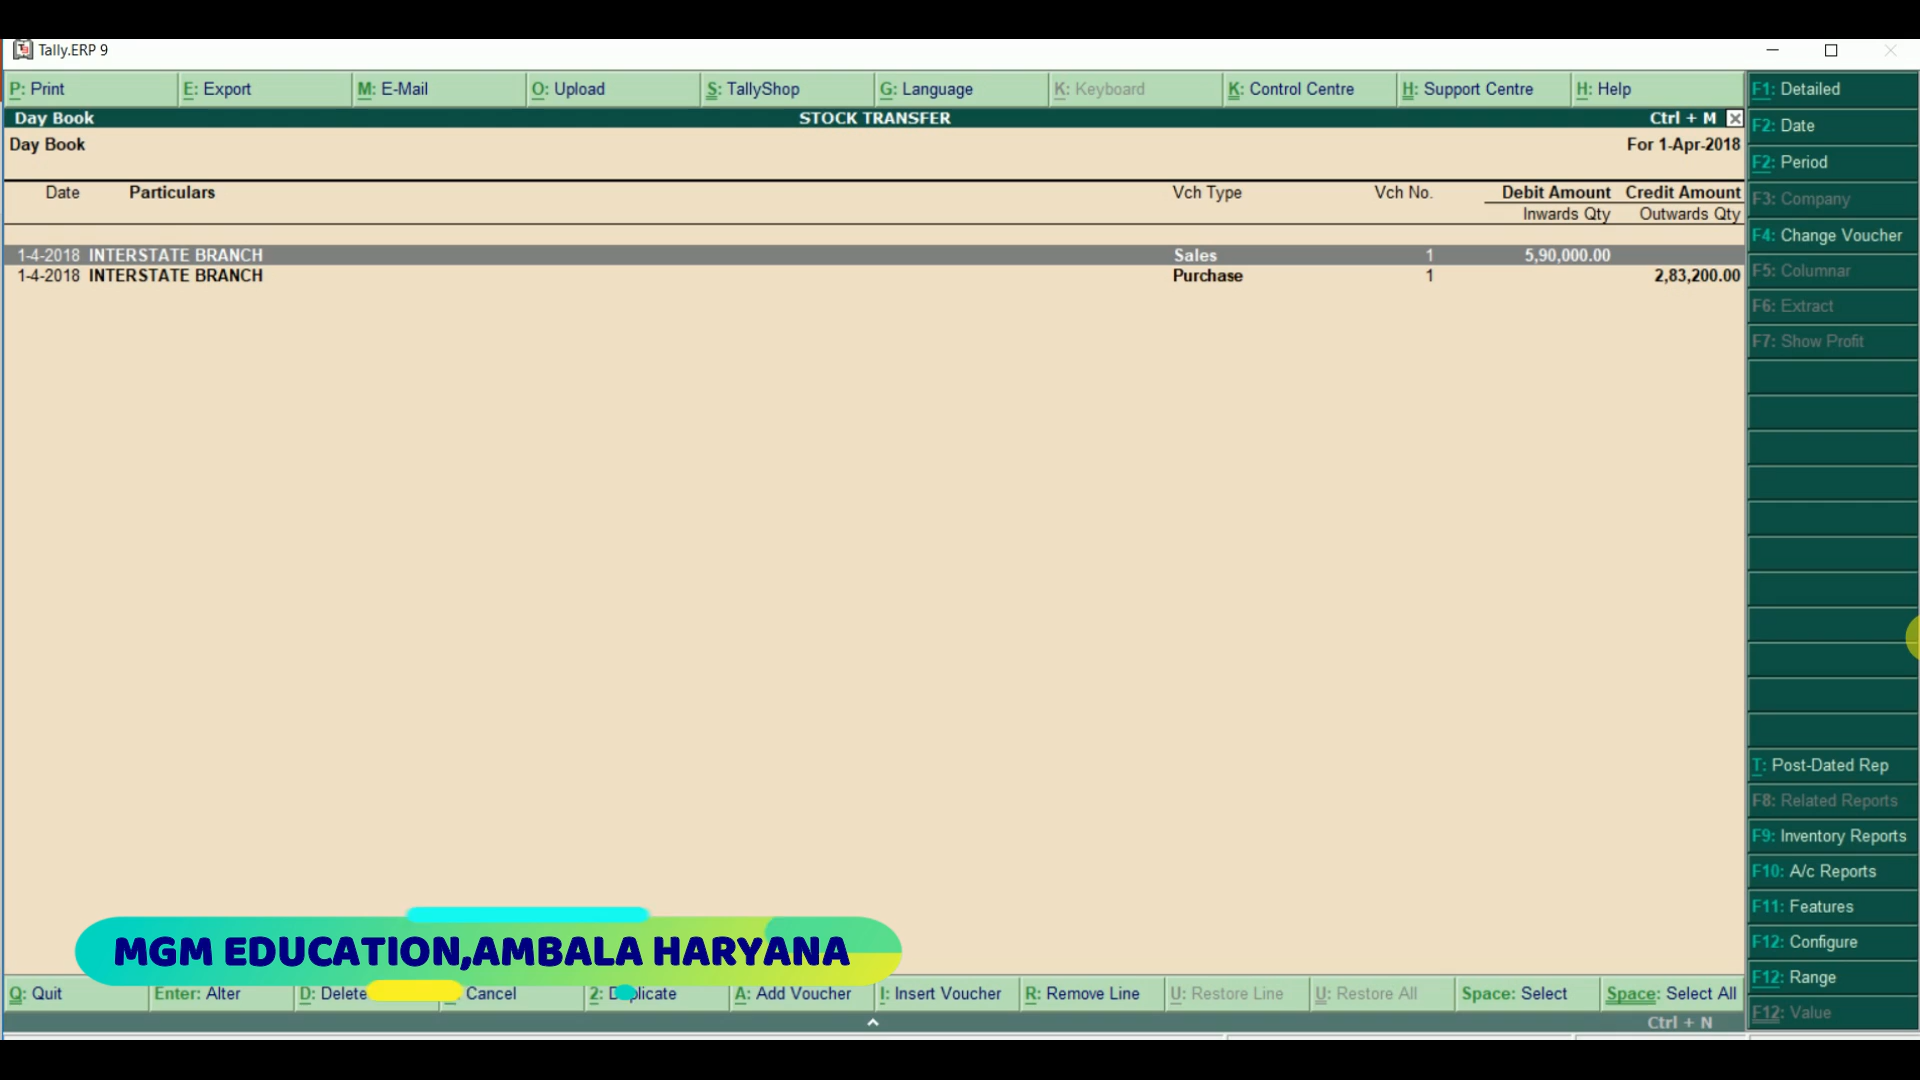 Tally.ERP 9
P: Print E: Export M: E-Mail O: Upload S: TallyShop G: Language K: Keyboard K: Control Centre H: Support Centre H: Help
Day Book STOCK TRANSFER Ctrl + M
Day Book For 1-Apr-2018
Date Particulars Vch Type Vch No. Debit Amount Credit Amount
Inwards Qty Outwards Qty
1-4-2018 INTERSTATE BRANCH Sales 1 5,90,000.00
1-4-2018 INTERSTATE BRANCH Purchase 1 2,83,200.00
F1: Detailed
F2: Date
F2: Period
F3: Company
F4: Change Voucher
F5: Columnar
F6: Extract
F7: Show Profit
T: Post-Dated Rep
F8: Related Reports
F9: Inventory Reports
F10: A/c Reports
F11: Features
F12: Configure
F12: Range
F12: Value
MGM EDUCATION,AMBALA HARYANA
Q: Quit Enter: Alter D: Delete Cancel 2: A: Add Voucher I: Insert Voucher R: Remove Line U: Restore Line U: Restore All Space: Select Space: Select All
Ctrl + N